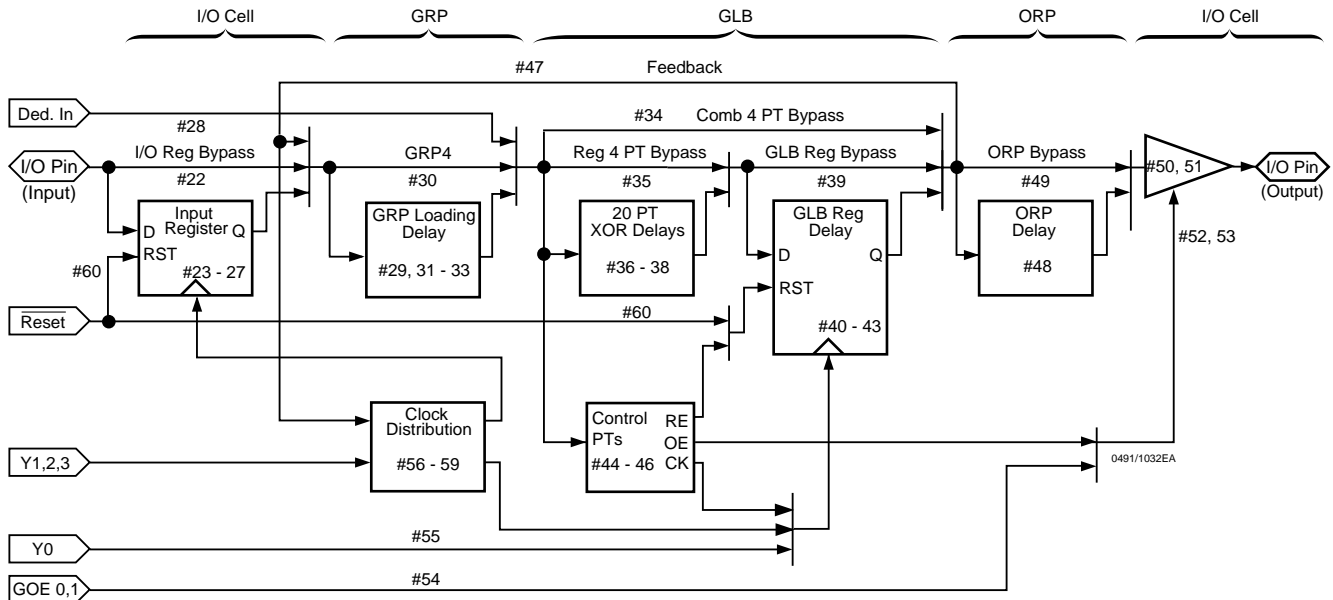 I/O Cell
GRP
GLB
ORP
I/O Cell
#47
Feedback
Ded. In
#28
#34
Comb 4 PT Bypass
I/O Pin
(Input)
I/O Reg Bypass
#22
GRP4
#30
Reg 4 PT Bypass
#35
GLB Reg Bypass
#39
ORP Bypass
#49
#50, 51
I/O Pin
(Output)
Input
Register
D
Q
RST
#23 - 27
#60
GRP Loading
Delay
#29, 31 - 33
20 PT
XOR Delays
#36 - 38
GLB Reg
Delay
D
Q
RST
#40 - 43
ORP
Delay
#48
#52, 53
Reset
#60
Clock
Distribution
#56 - 59
Control
PTs
RE
OE
CK
#44 - 46
0491/1032EA
Y1,2,3
Y0
#55
GOE 0,1
#54